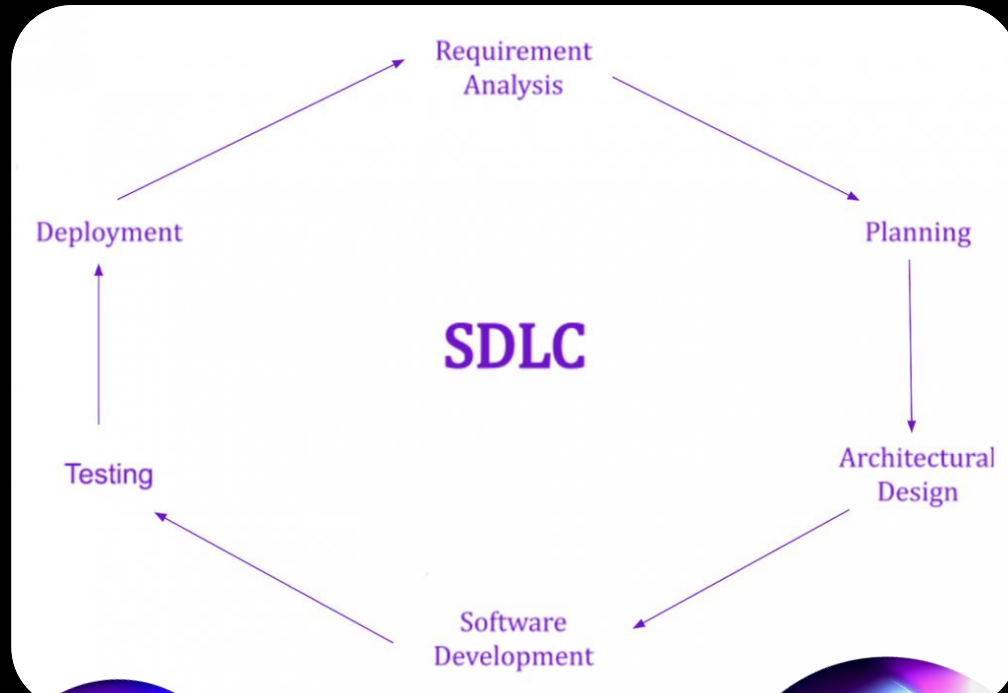 Requirement
Analysis
Deployment
Planning
SDLC
Testing
Architectural
Design
Software
Development